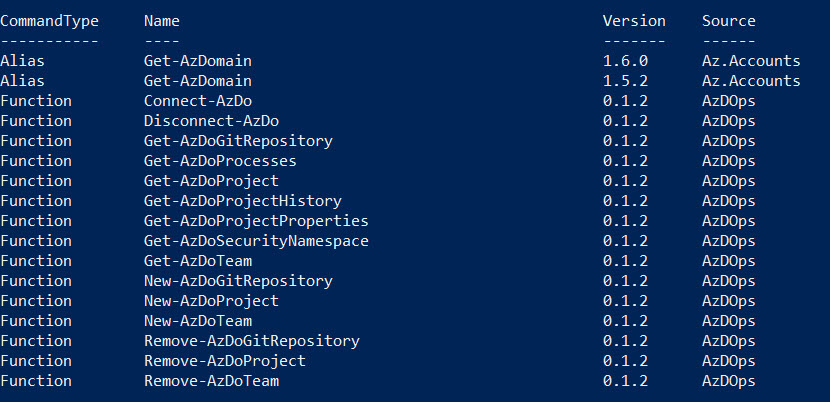 CommandType Name Version Source
----------- ---- ------- ------
Alias Get-AzDomain 1.6.0 Az.Accounts
Alias Get-AzDomain 1.5.2 Az.Accounts
Function Connect-AzDo 0.1.2 AzDOps
Function Disconnect-AzDo 0.1.2 AzDOps
Function Get-AzDoGitRepository 0.1.2 AzDOps
Function Get-AzDoProcesses 0.1.2 AzDOps
Function Get-AzDoProject 0.1.2 AzDOps
Function Get-AzDoProjectHistory 0.1.2 AzDOps
Function Get-AzDoProjectProperties 0.1.2 AzDOps
Function Get-AzDoSecurityNamespace 0.1.2 AzDOps
Function Get-AzDoTeam 0.1.2 AzDOps
Function New-AzDoGitRepository 0.1.2 AzDOps
Function New-AzDoProject 0.1.2 AzDOps
Function New-AzDoTeam 0.1.2 AzDOps
Function Remove-AzDoGitRepository 0.1.2 AzDOps
Function Remove-AzDoProject 0.1.2 AzDOps
Function Remove-AzDoTeam 0.1.2 AzDOps